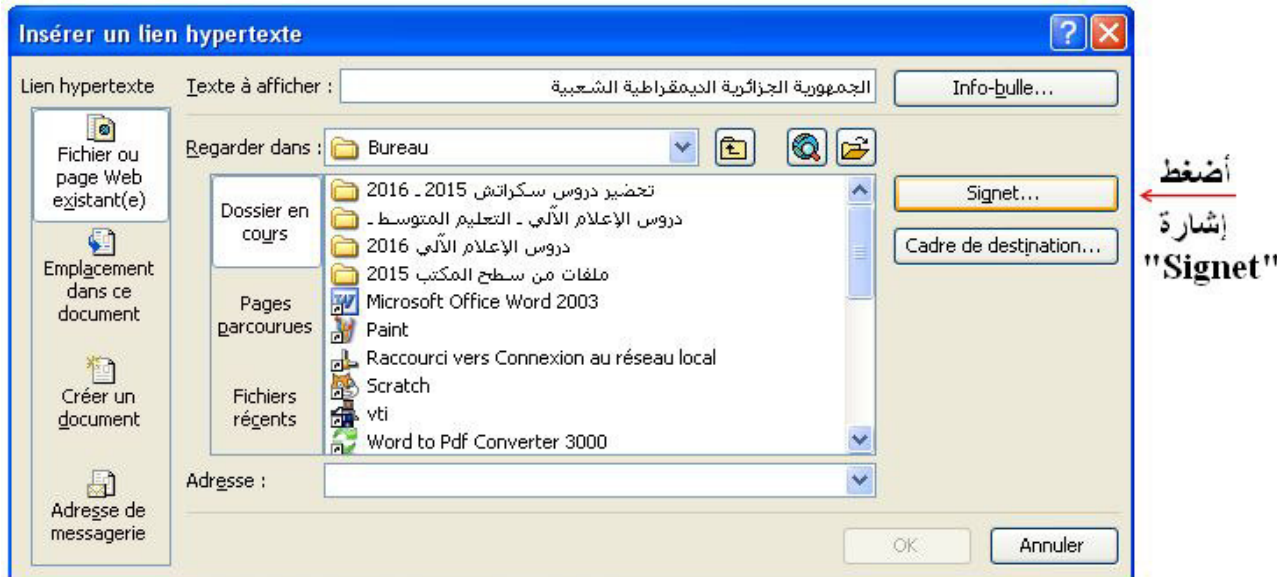 Insérer un lien hypertexte
Lien hypertexte
Texte à afficher :
الجمهورية الجزائرية الديمقراطية الشعبية
Info-bulle...
Fichier ou
page Web
existant(e)
Emplacement
dans ce
document
Créer un
document
Adresse de
messagerie
Regarder dans :
Bureau
Dossier en
cours
Pages
parcourues
Fichiers
récents
تحضير دروس سكراتش 2015 ـ 2016
دروس الإعلام الآلي ـ التعليم المتوسط ـ
دروس الإعلام الآلي 2016
ملفات من سطح المكتب 2015
Microsoft Office Word 2003
Paint
Raccourci vers Connexion au réseau local
Scratch
vti
Word to Pdf Converter 3000
Adresse :
Signet...
Cadre de destination...
OK
Annuler
أضغط
إشارة
"Signet"